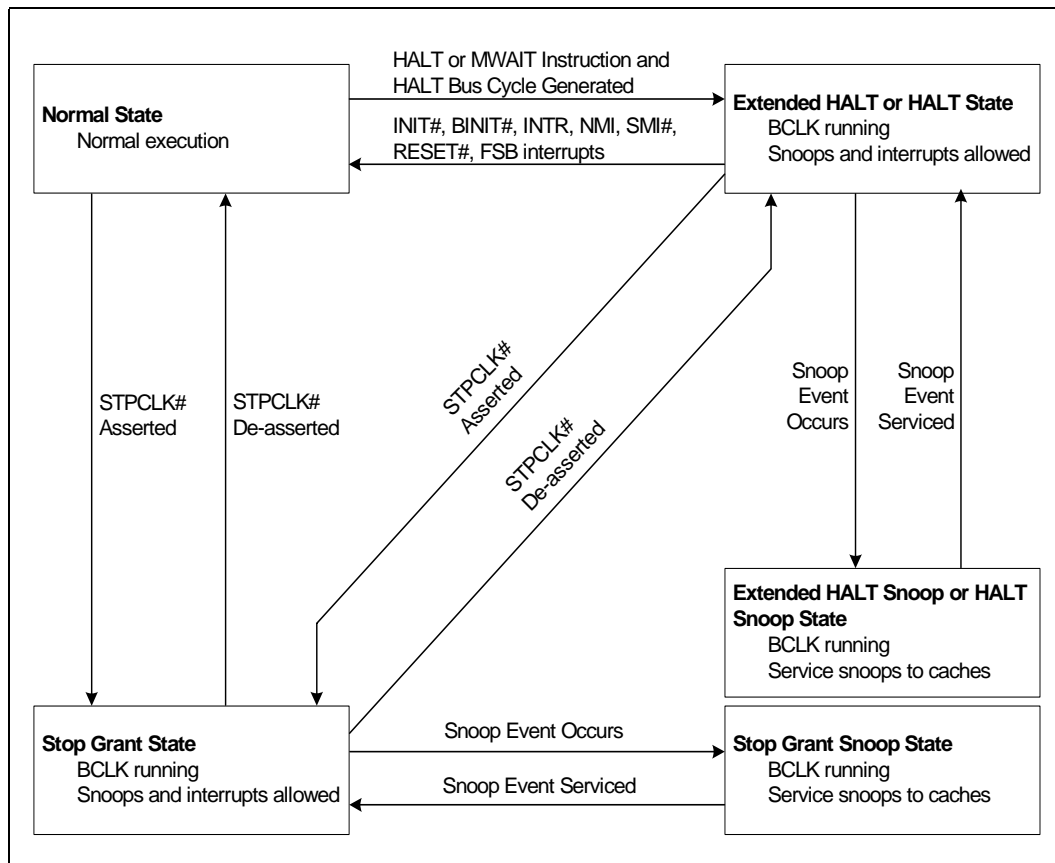 HALT or MWAIT Instruction and
HALT Bus Cycle Generated
Normal State
Normal execution
Extended HALT or HALT State
BCLK running
Snoops and interrupts allowed
INIT#, BINIT#, INTR, NMI, SMI#,
RESET#, FSB interrupts
STPCLK#
Asserted
STPCLK#
De-asserted
STPCLK#
Asserted
STPCLK#
De-asserted
Snoop
Event
Occurs
Snoop
Event
Serviced
Extended HALT Snoop or HALT
Snoop State
BCLK running
Service snoops to caches
Stop Grant State
BCLK running
Snoops and interrupts allowed
Snoop Event Occurs
Snoop Event Serviced
Stop Grant Snoop State
BCLK running
Service snoops to caches